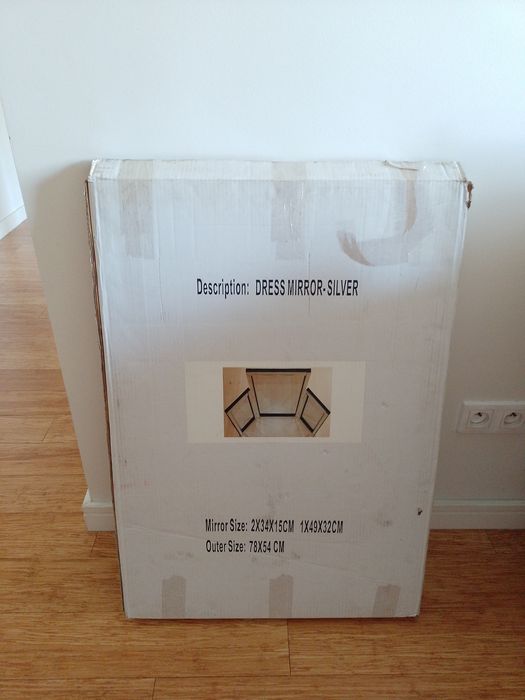 Description: DRESS MIRROR-SILVER
Mirror Size: 2X34X15CM 1X49X32CM
Outer Size: 78X54 CM